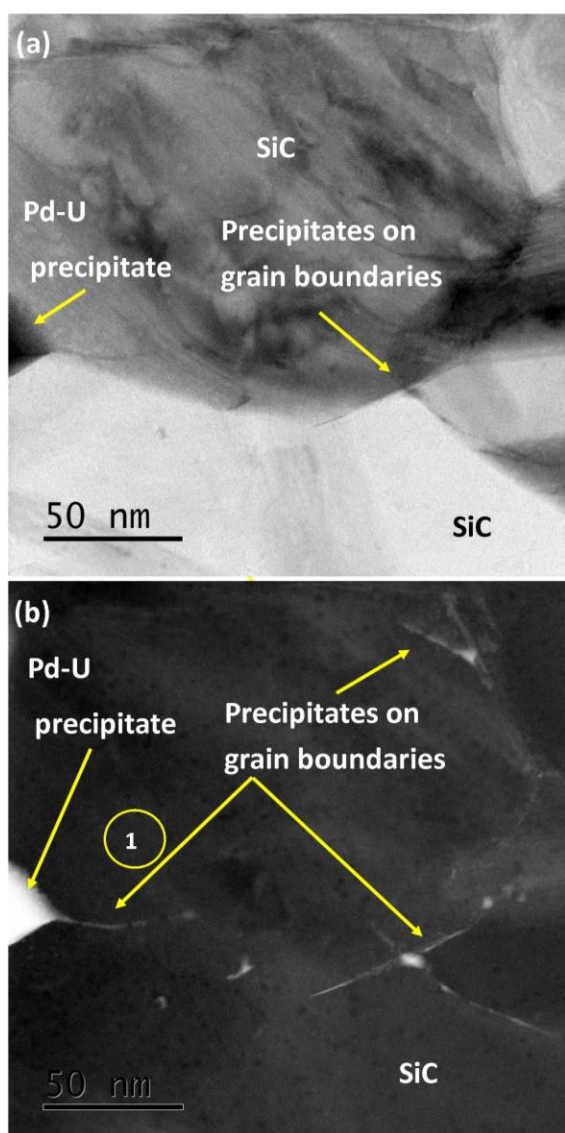 (a)
SiC
Pd-U
precipitate
Precipitates on
grain boundaries
50 nm
SiC
(b)
Pd-U
precipitate
Precipitates on
grain boundaries
1
SiC
50 nm